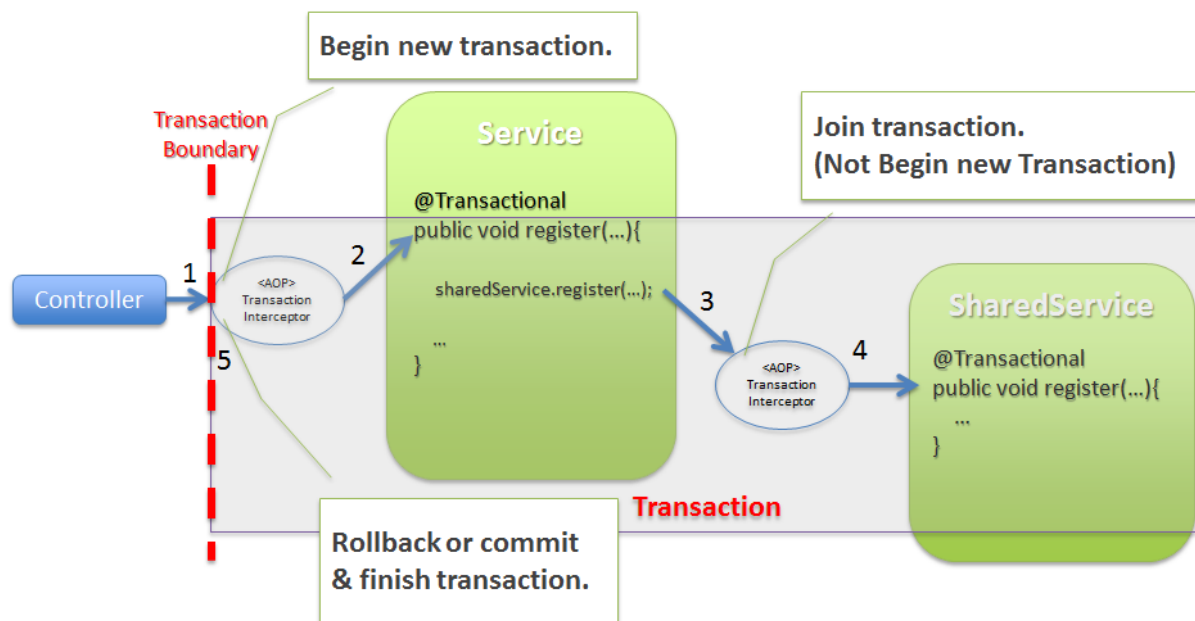 Begin new transaction.
Transaction
Boundary
Service
Join transaction.
(Not Begin new Transaction)
@Transactional
public void register(...){
sharedService.register(...);
...
}
1
2
<AOP>
Transaction
Interceptor
Controller
5
3
SharedService
<AOP>
Transaction
Interceptor
4
@Transactional
public void register(...){
...
}
Transaction
Rollback or commit
& finish transaction.